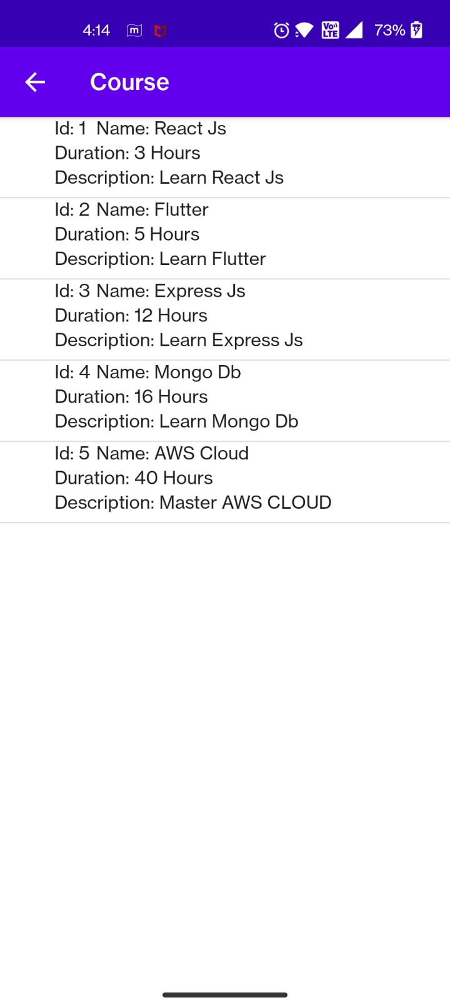 4:14 m VoLTE 73%
Course
Id: 1 Name: React Js
Duration: 3 Hours
Description: Learn React Js
Id: 2 Name: Flutter
Duration: 5 Hours
Description: Learn Flutter
Id: 3 Name: Express Js
Duration: 12 Hours
Description: Learn Express Js
Id: 4 Name: Mongo Db
Duration: 16 Hours
Description: Learn Mongo Db
Id: 5 Name: AWS Cloud
Duration: 40 Hours
Description: Master AWS CLOUD